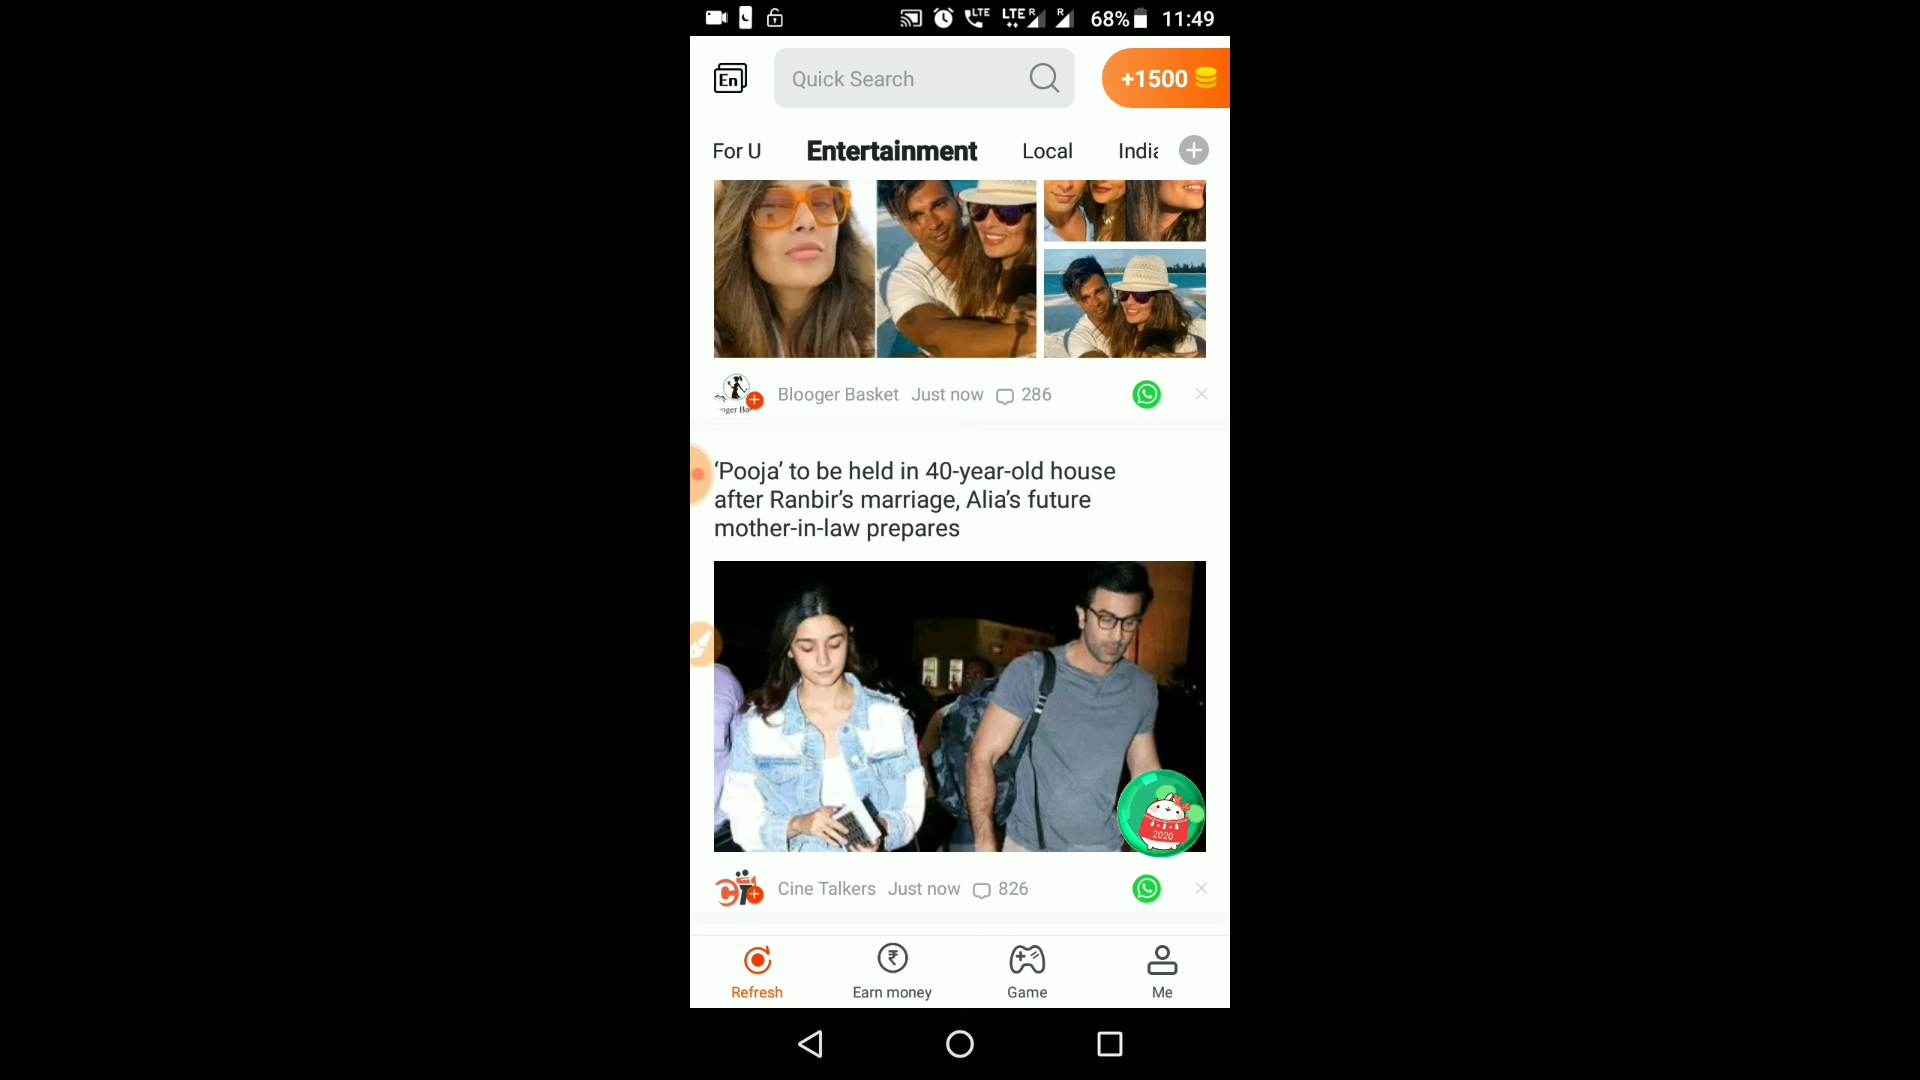 LTE LTE R R 68% 11:49
En Quick Search +1500
For U Entertainment Local India
Blooger Basket Just now 286
‘Pooja’ to be held in 40-year-old house
after Ranbir’s marriage, Alia’s future
mother-in-law prepares
2020
Cine Talkers Just now 826
Refresh Earn money Game Me